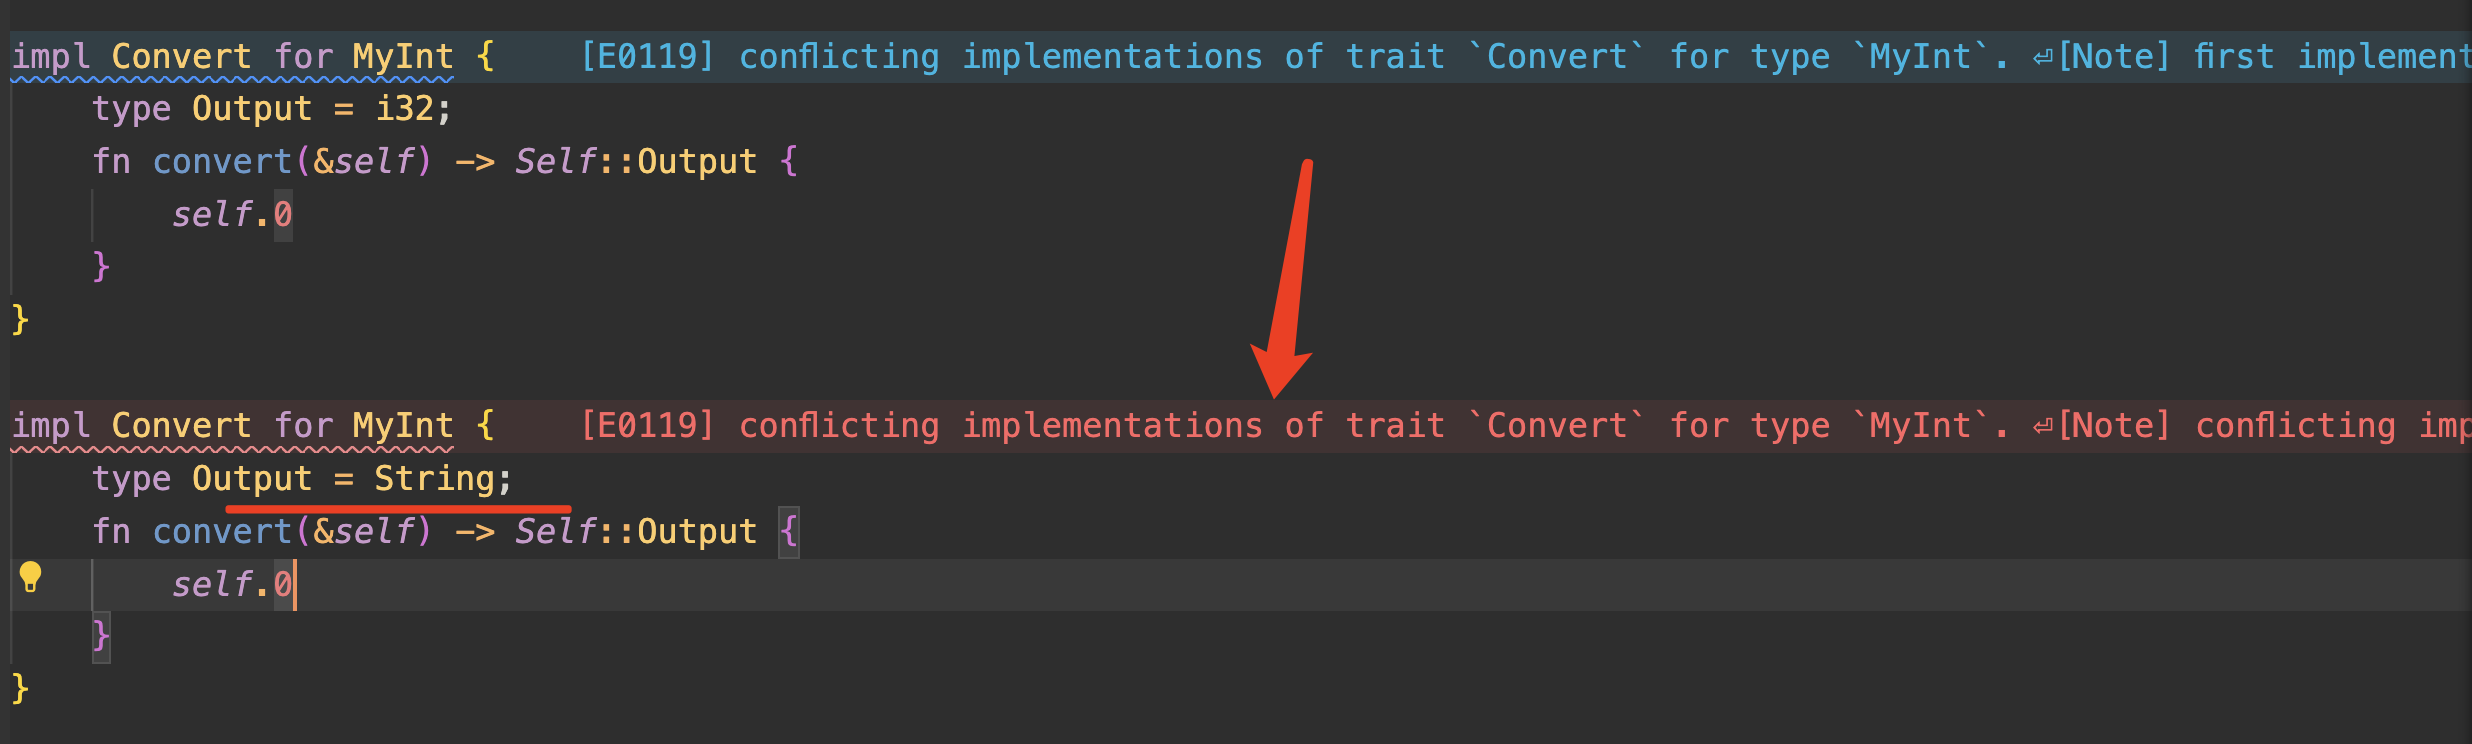 impl Convert for MyInt {    [E0119] conflicting implementations of trait `Convert` for type `MyInt`. ⏎[Note] first implement
    type Output = i32;
    fn convert(&self) -> Self::Output {
        self.0
    }
}
impl Convert for MyInt {    [E0119] conflicting implementations of trait `Convert` for type `MyInt`. ⏎[Note] conflicting imp
    type Output = String;
    fn convert(&self) -> Self::Output {
        self.0
    }
}